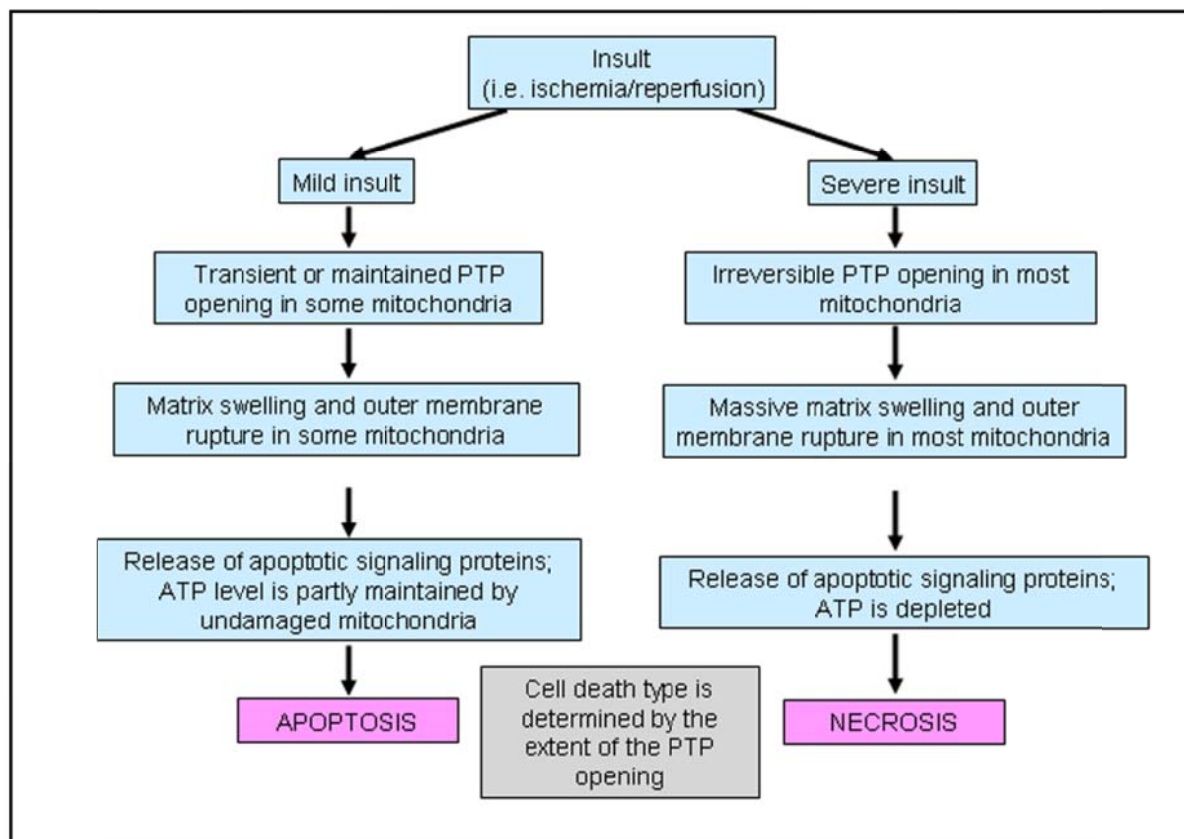 Insult
(i.e. ischemia/reperfusion)
Mild insult
Severe insult
Transient or maintained PTP
opening in some mitochondria
Irreversible PTP opening in most
mitochondria
Matrix swelling and outer membrane
rupture in some mitochondria
Massive matrix swelling and outer
membrane rupture in most mitochondria
Release of apoptotic signaling proteins;
ATP level is partly maintained by
undamaged mitochondria
Release of apoptotic signaling proteins;
ATP is depleted
APOPTOSIS
Cell death type is
determined by the
extent of the PTP
opening
NECROSIS